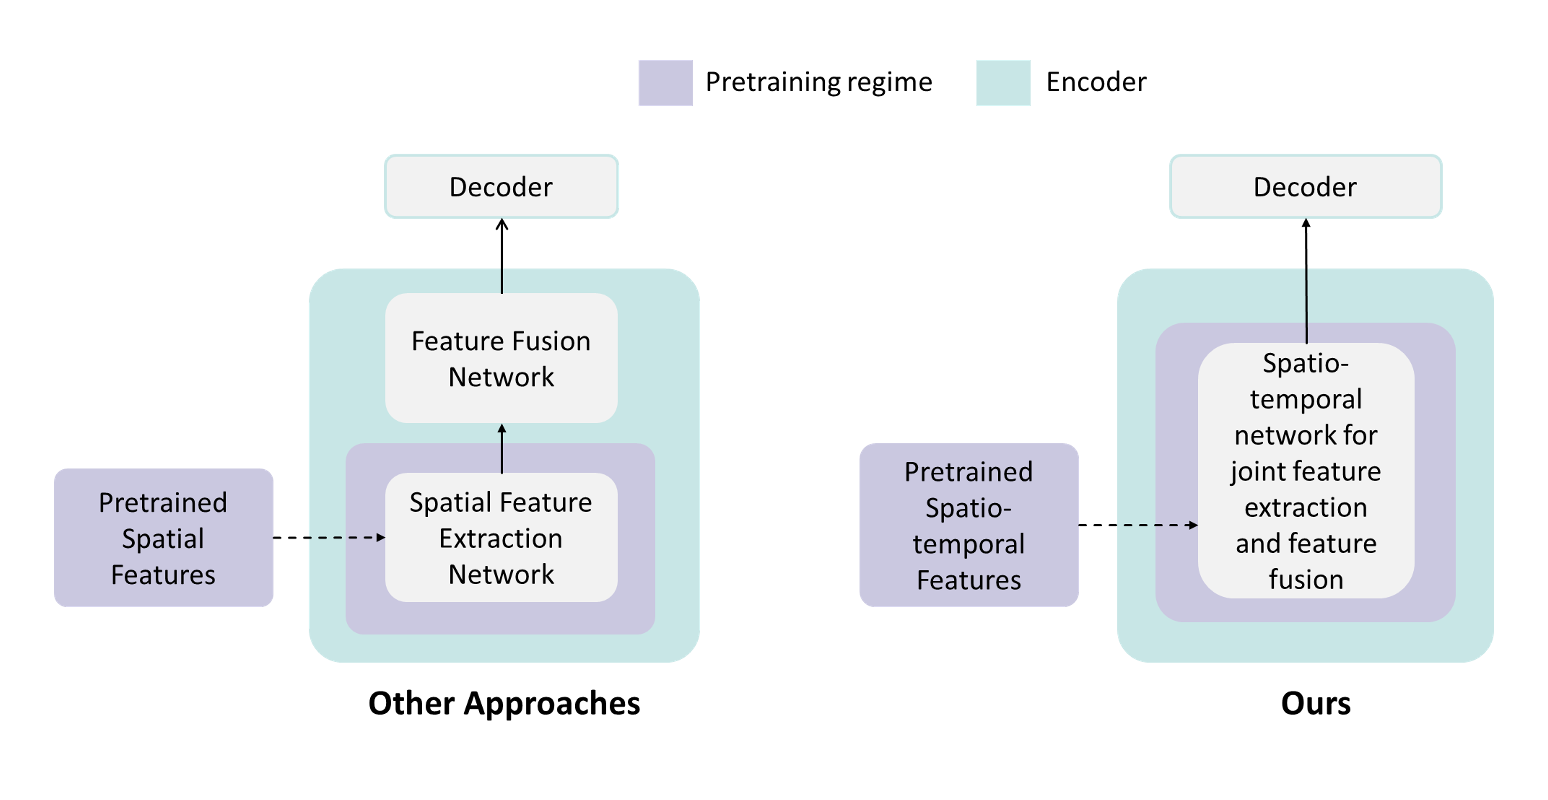 Pretraining regime
Encoder
Decoder
Feature Fusion
Network
Spatial Feature
Extraction
Network
Pretrained
Spatial
Features
Other Approaches
Decoder
Spatio-
temporal
network for
joint feature
extraction
and feature
fusion
Pretrained
Spatio-
temporal
Features
Ours